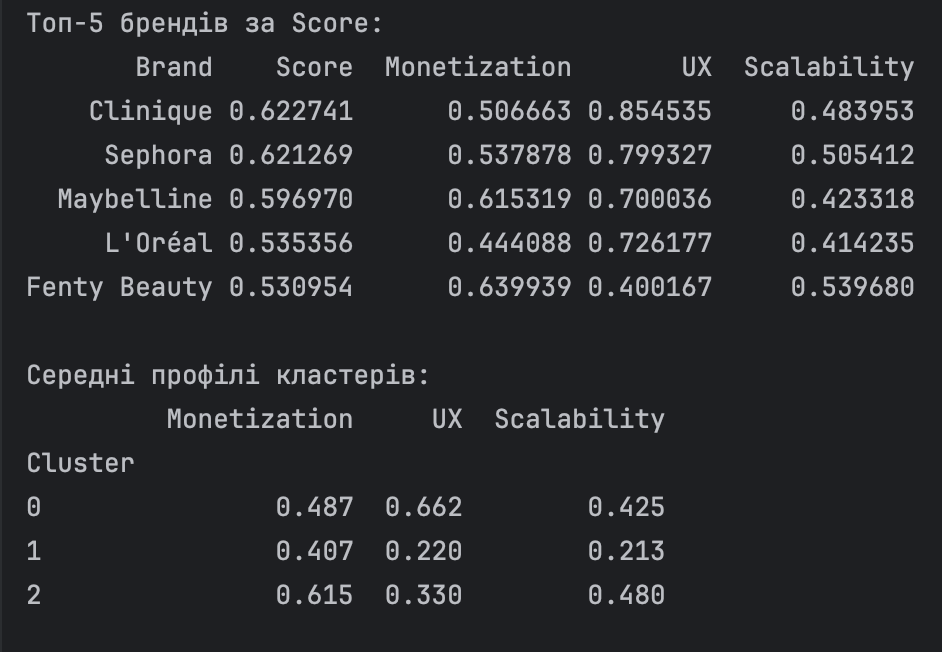 Топ-5 брендів за Score:
Brand Score Monetization UX Scalability
Clinique 0.622741 0.506663 0.854535 0.483953
Sephora 0.621269 0.537878 0.799327 0.505412
Maybelline 0.596970 0.615319 0.700036 0.423318
L'Oréal 0.535356 0.444088 0.726177 0.414235
Fenty Beauty 0.530954 0.639939 0.400167 0.539680
Середні профілі кластерів:
Monetization UX Scalability
Cluster
0 0.487 0.662 0.425
1 0.407 0.220 0.213
2 0.615 0.330 0.480